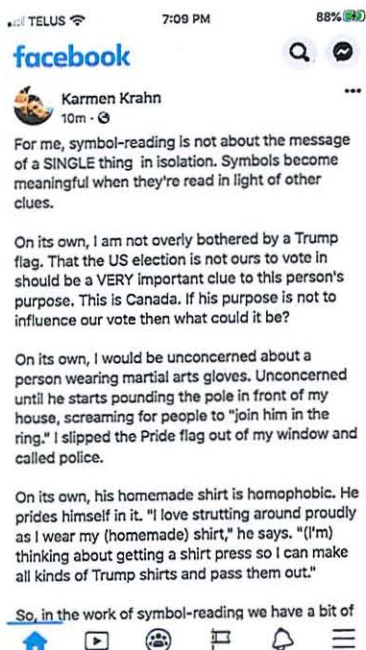 TELUS 7:09 PM 88%
facebook
Karmen Krahn
10m
For me, symbol-reading is not about the message
of a SINGLE thing in isolation. Symbols become
meaningful when they're read in light of other
clues.
On its own, I am not overly bothered by a Trump
flag. That the US election is not ours to vote in
should be a VERY important clue to this person's
purpose. This is Canada. If his purpose is not to
influence our vote then what could it be?
On its own, I would be unconcerned about a
person wearing martial arts gloves. Unconcerned
until he starts pounding the pole in front of my
house, screaming for people to "join him in the
ring." I slipped the Pride flag out of my window and
called police.
On its own, his homemade shirt is homophobic. He
prides himself in it. "I love strutting around proudly
as I wear my (homemade) shirt," he says. "(I'm)
thinking about getting a shirt press so I can make
all kinds of Trump shirts and pass them out."
So, in the work of symbol-reading we have a bit of